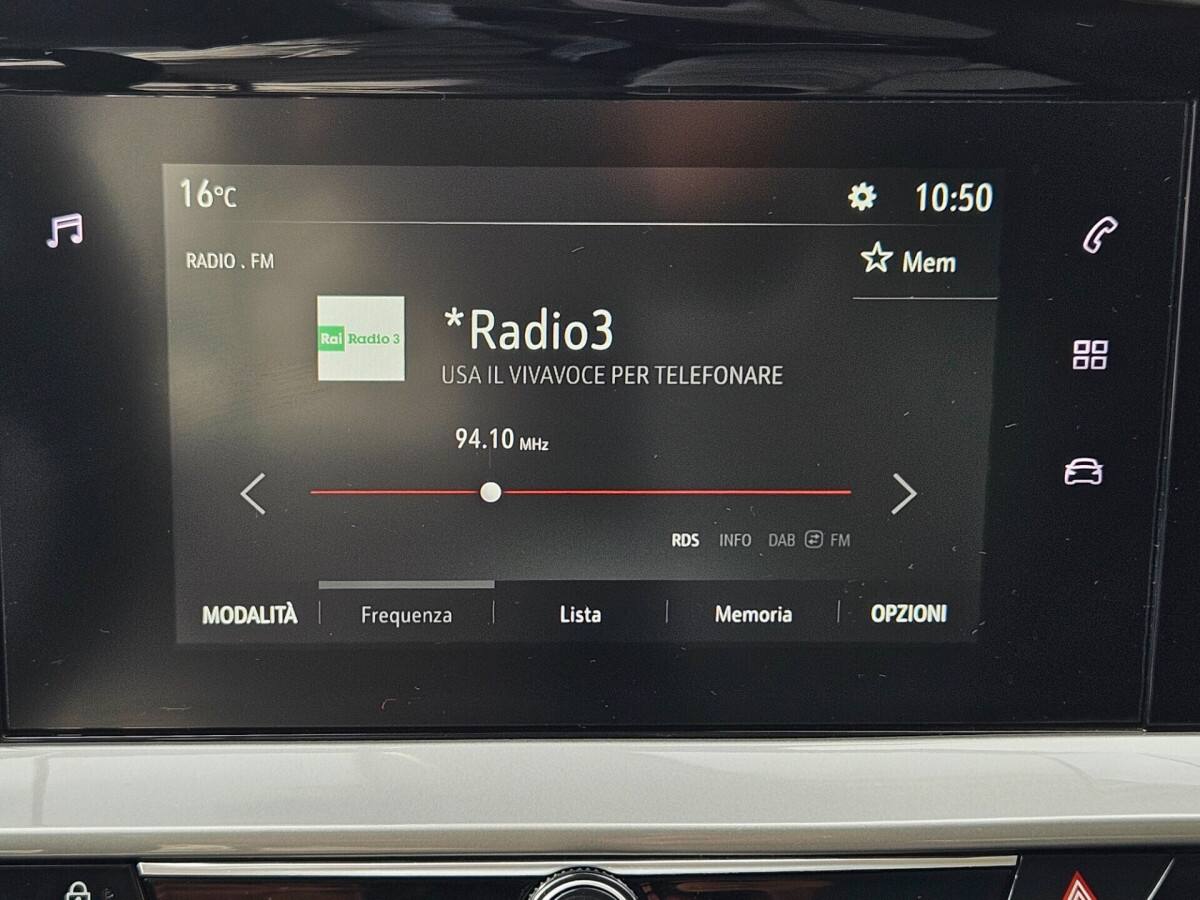 16°C
10:50
RADIO . FM
Mem
Rai Radio 3
*Radio3
USA IL VIVAVOCE PER TELEFONARE
94.10 MHz
RDS INFO DAB FM
MODALITÀ Frequenza Lista Memoria OPZIONI